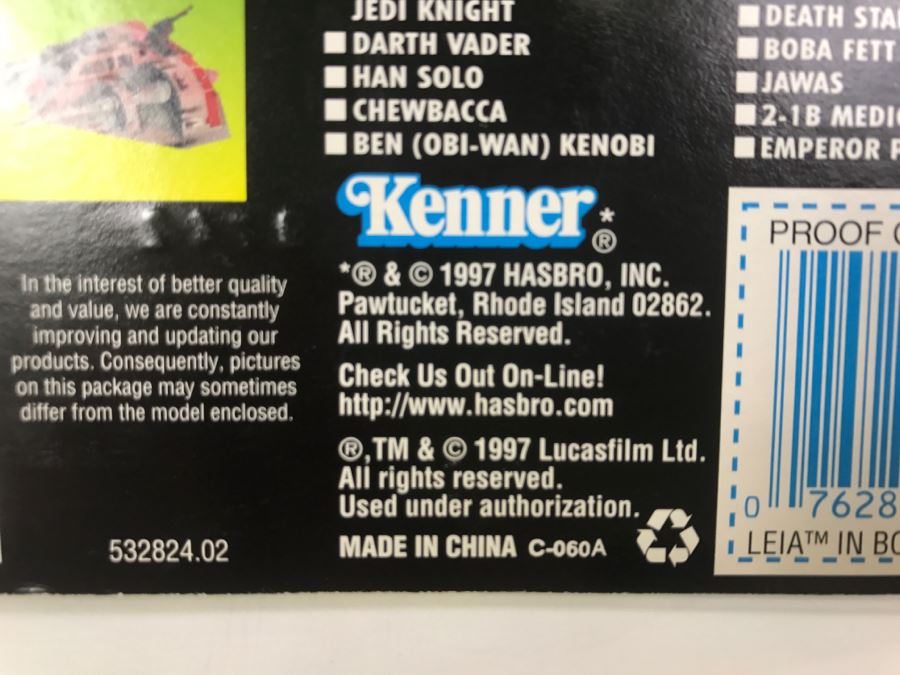 JEDI KNIGHT
■ DARTH VADER
■ HAN SOLO
■ CHEWBACCA
■ BEN (OBI-WAN) KENOBI
■ DEATH STA
■ BOBA FETT
■ JAWAS
■ 2-1B MEDI
■ EMPEROR P
Kenner*®
In the interest of better quality
and value, we are constantly
improving and updating our
products. Consequently, pictures
on this package may sometimes
differ from the model enclosed.
532824.02
*® & © 1997 HASBRO, INC.
Pawtucket, Rhode Island 02862.
All Rights Reserved.
Check Us Out On-Line!
http://www.hasbro.com
®,TM & © 1997 Lucasfilm Ltd.
All rights reserved.
Used under authorization.
MADE IN CHINA C-060A
PROOF
0 7628
LEIA™ IN BO